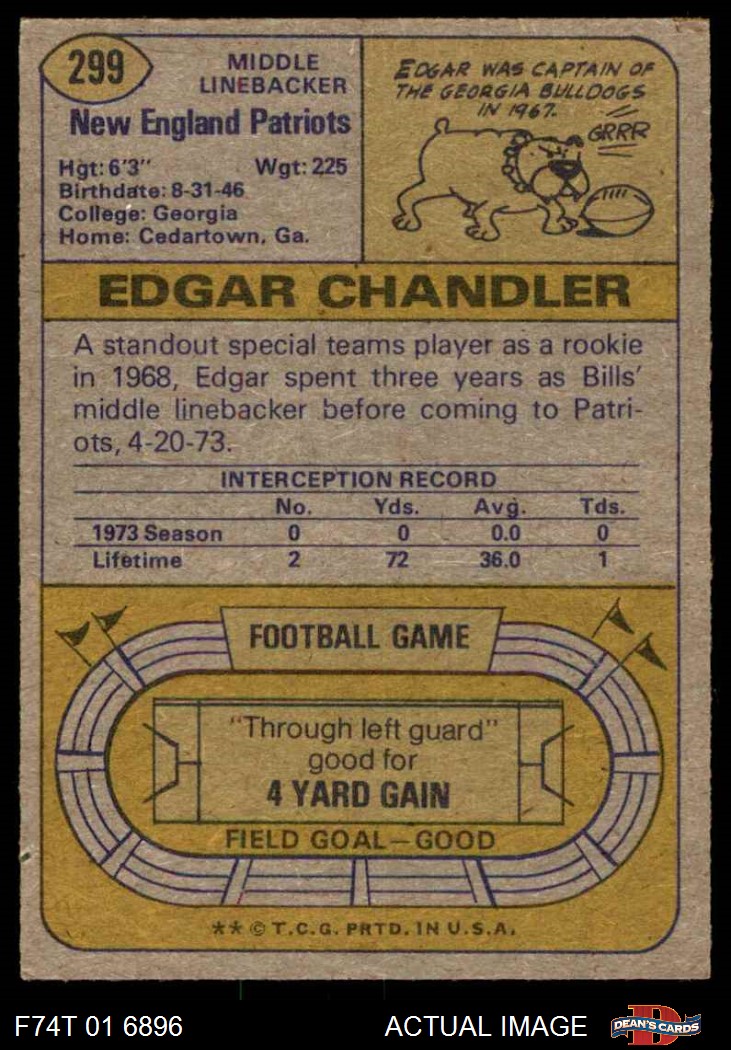 299
MIDDLE
LINEBACKER
New England Patriots
Hgt: 6'3" Wgt: 225
Birthdate: 8-31-46
College: Georgia
Home: Cedartown, Ga.
EDGAR WAS CAPTAIN OF
THE GEORGIA BULLDOGS
IN 1967.
GRRR
EDGAR CHANDLER
A standout special teams player as a rookie
in 1968, Edgar spent three years as Bills'
middle linebacker before coming to Patri-
ots, 4-20-73.
INTERCEPTION RECORD
No. Yds. Avg. Tds.
1973 Season 0 0 0.0 0
Lifetime 2 72 36.0 1
FOOTBALL GAME
"Through left guard"
good for
4 YARD GAIN
FIELD GOAL—GOOD
** © T.C.G. PRTD. IN U.S.A.
F74T 01 6896 ACTUAL IMAGE D DEAN'S CARDS